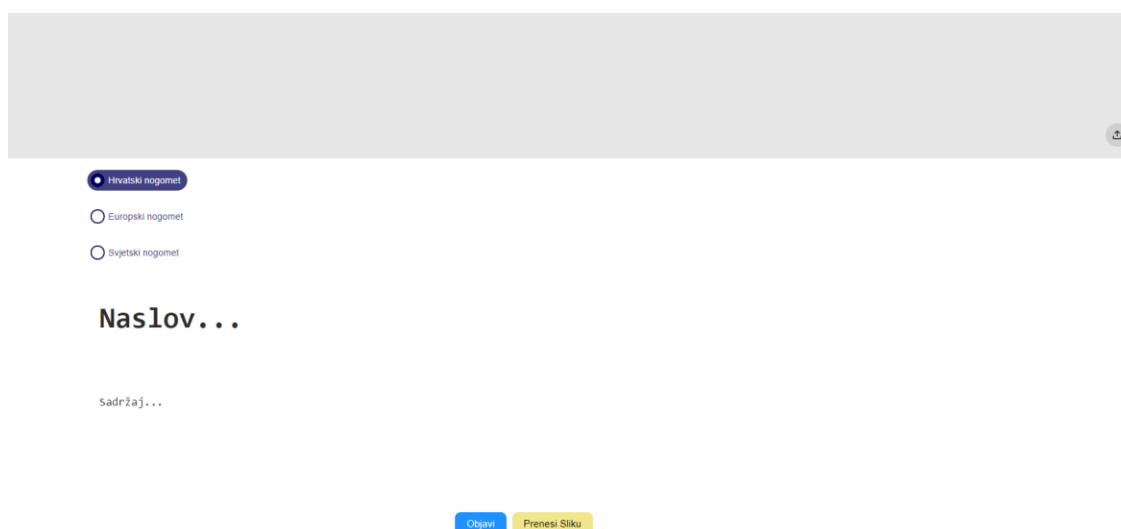 Hrvatski nogomet
Europski nogomet
Svjetski nogomet
Naslov...
Sadržaj...
Objavi Prenesi Sliku